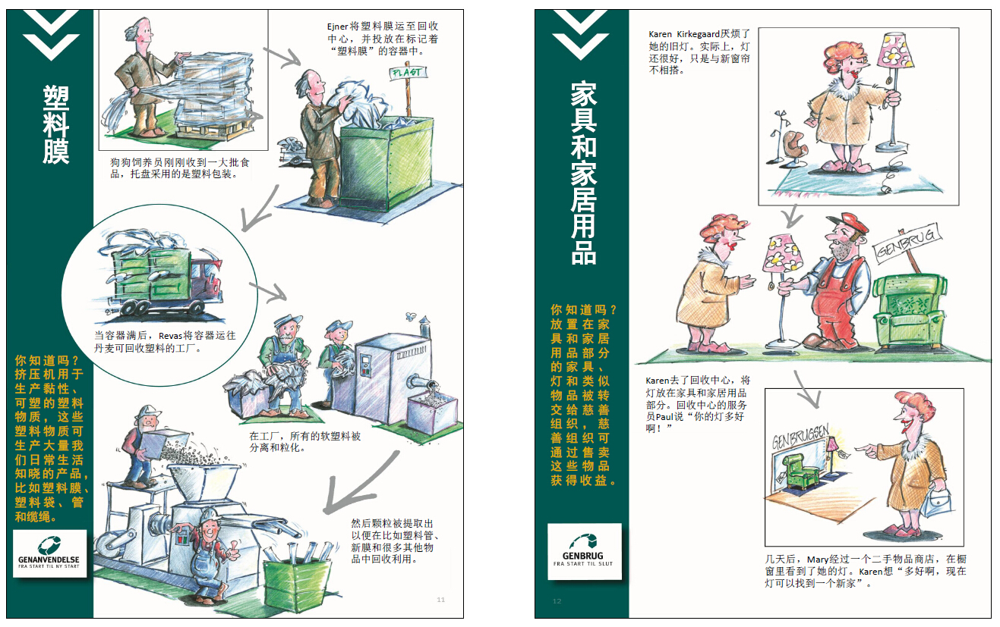 塑料膜
Ejner将塑料膜运至回收
中心，并投放在标记着
“塑料膜”的容器中。
PLAST
狗狗饲养员刚刚收到一大批食
品，托盘采用的是塑料包装。
当容器满后，Revas将容器运往
丹麦可回收塑料的工厂。
在工厂，所有的软塑料被
分离和粒化。
然后颗粒被提取出
以便在比如塑料管、
新膜和很多其他物
品中回收利用。
你知道吗？
挤压机用于
生产黏性、
可塑的塑料
物质，这些
塑料物质可
生产大量我
们日常生活
知晓的产品，
比如塑料膜、
塑料袋、管
和缆绳。
GENANVENDELSE
FRA START TIL NY START
11
家具和家居用品
Karen Kirkegaard厌烦了
她的旧灯。实际上，灯
还很好，只是与新窗帘
不相搭。
GENBRUG
Karen去了回收中心，将
灯放在家具和家居用品
部分。回收中心的服务
员Paul说“你的灯多好
啊！”
GENBRUGSEN
几天后，Mary经过一个二手物品商店，在橱
窗里看到了她的灯。Karen想“多好啊，现在
灯可以找到一个新家”。
你知道吗？
放置在家
具和家居
用品部分
的家具、
灯和类似
物品被转
交给慈善
组织，慈
善组织可
通过售卖
这些物品
获得收益。
GENBRUG
FRA START TIL SLUT
12